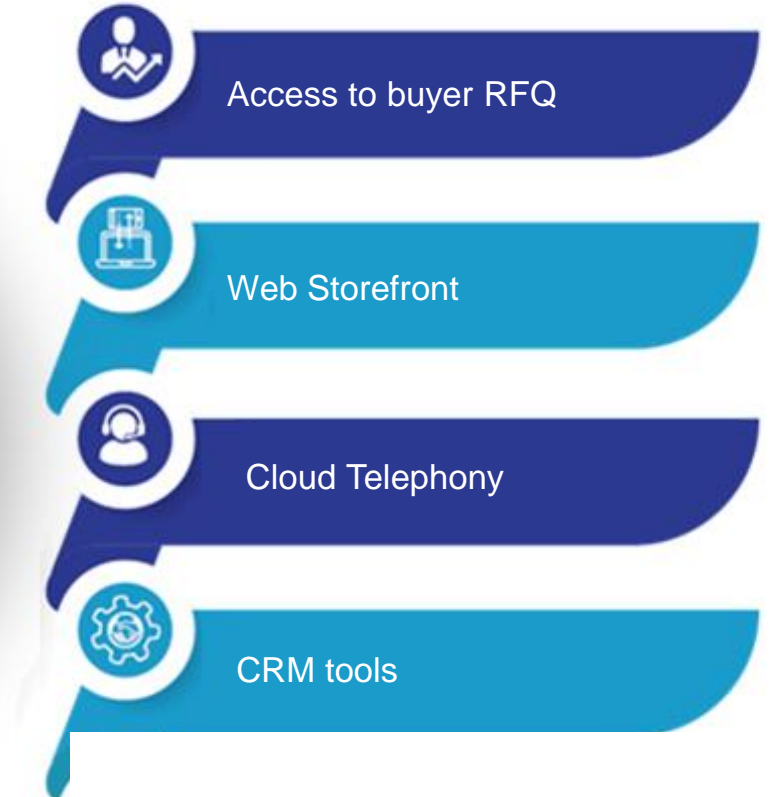 Access to buyer RFQ
Web Storefront
Cloud Telephony
CRM tools